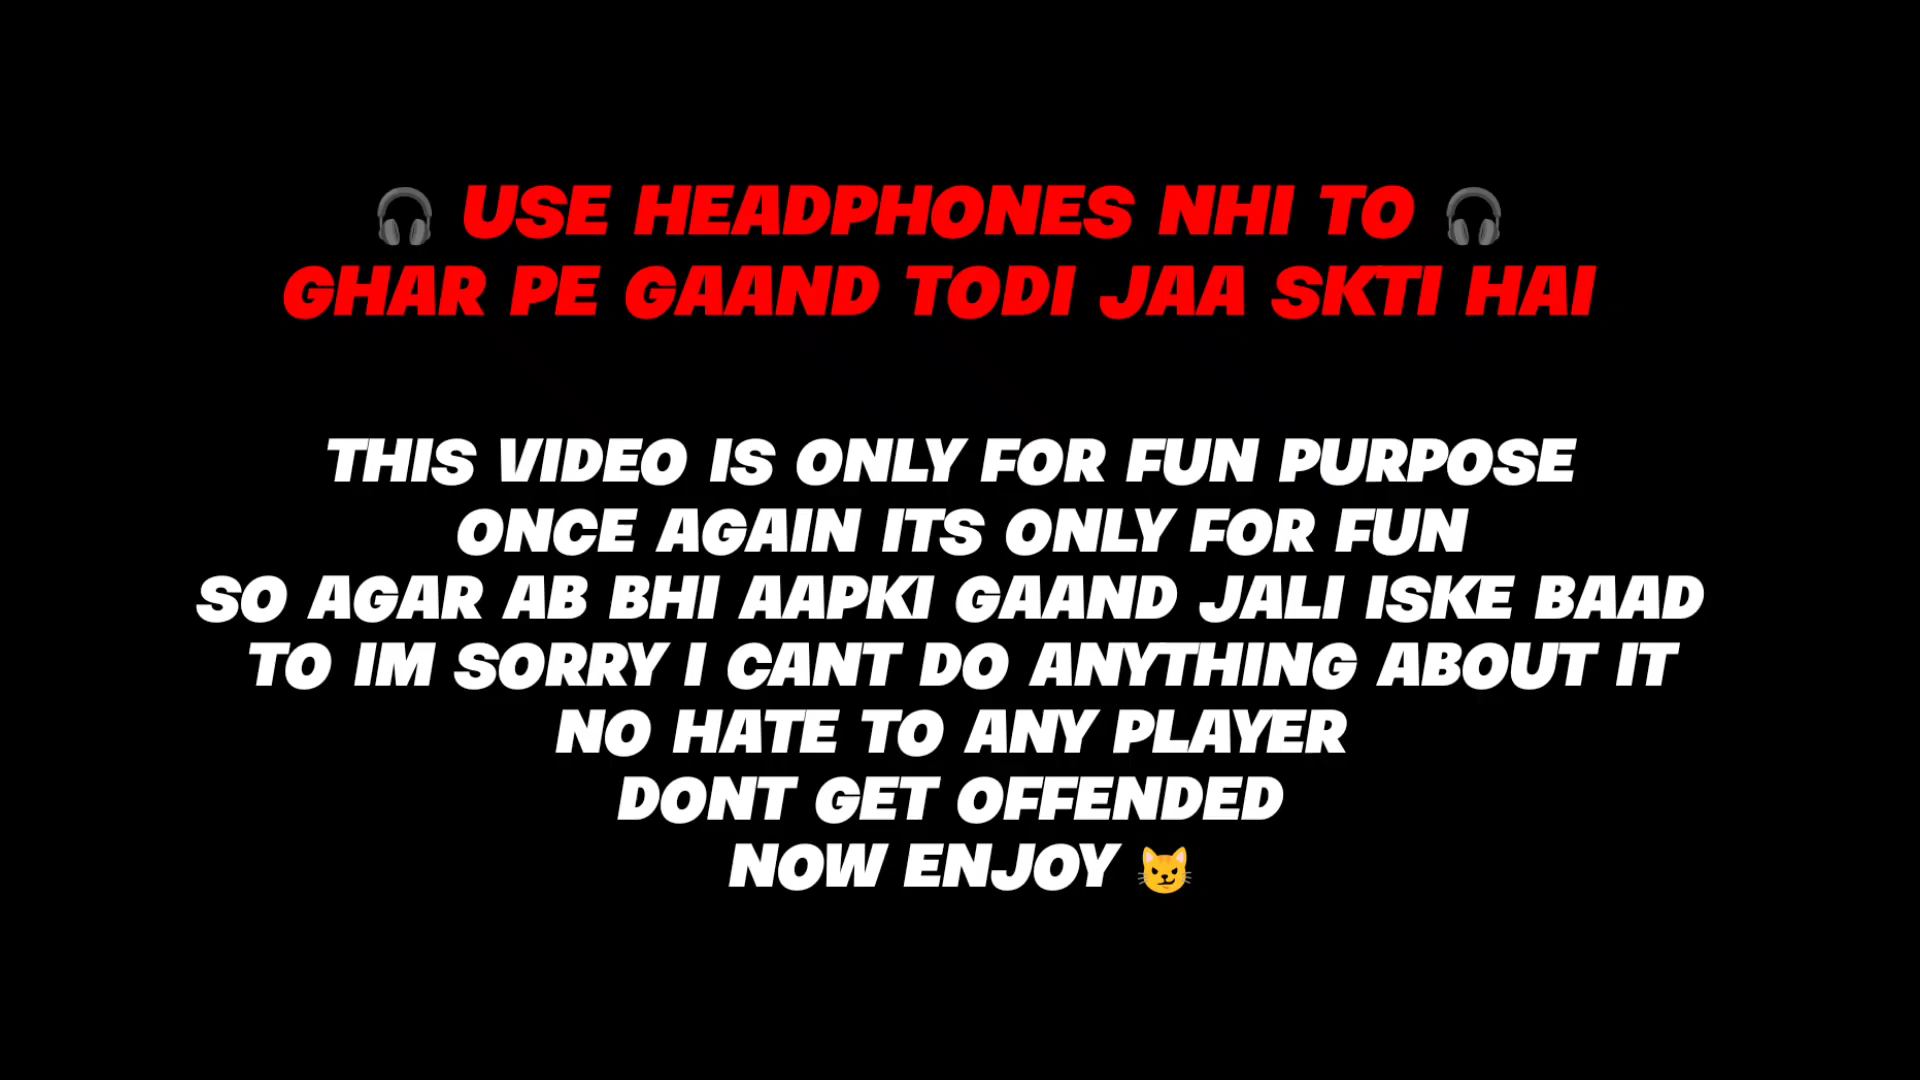 🎧 USE HEADPHONES NHI TO 🎧
GHAR PE GAAND TODI JAA SKTI HAI
THIS VIDEO IS ONLY FOR FUN PURPOSE
ONCE AGAIN ITS ONLY FOR FUN
SO AGAR AB BHI AAPKI GAAND JALI ISKE BAAD
TO IM SORRY I CANT DO ANYTHING ABOUT IT
NO HATE TO ANY PLAYER
DONT GET OFFENDED
NOW ENJOY 😼